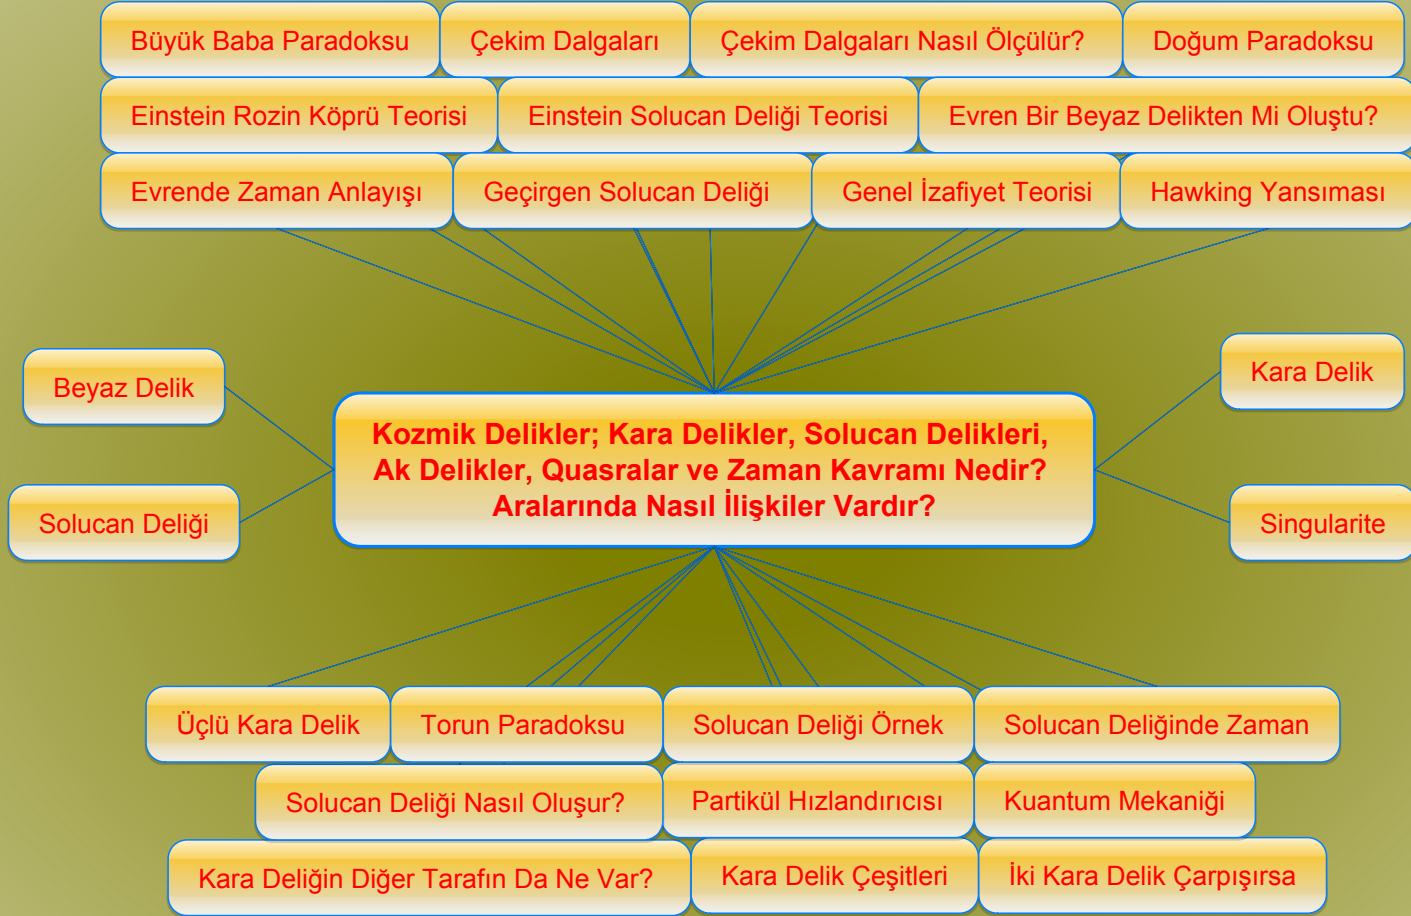 Büyük Baba Paradoksu
Çekim Dalgaları
Çekim Dalgaları Nasıl Ölçülür?
Doğum Paradoksu
Einstein Rozin Köprü Teorisi
Einstein Solucan Deliği Teorisi
Evren Bir Beyaz Delikten Mi Oluştu?
Evrende Zaman Anlayışı
Geçirgen Solucan Deliği
Genel İzafiyet Teorisi
Hawking Yansıması
Beyaz Delik
Kara Delik
Kozmik Delikler; Kara Delikler, Solucan Delikleri,
Ak Delikler, Quasralar ve Zaman Kavramı Nedir?
Aralarında Nasıl İlişkiler Vardır?
Solucan Deliği
Singularite
Üçlü Kara Delik
Torun Paradoksu
Solucan Deliği Örnek
Solucan Deliğinde Zaman
Solucan Deliği Nasıl Oluşur?
Partikül Hızlandırıcısı
Kuantum Mekaniği
Kara Deliğin Diğer Tarafın Da Ne Var?
Kara Delik Çeşitleri
İki Kara Delik Çarpışırsa